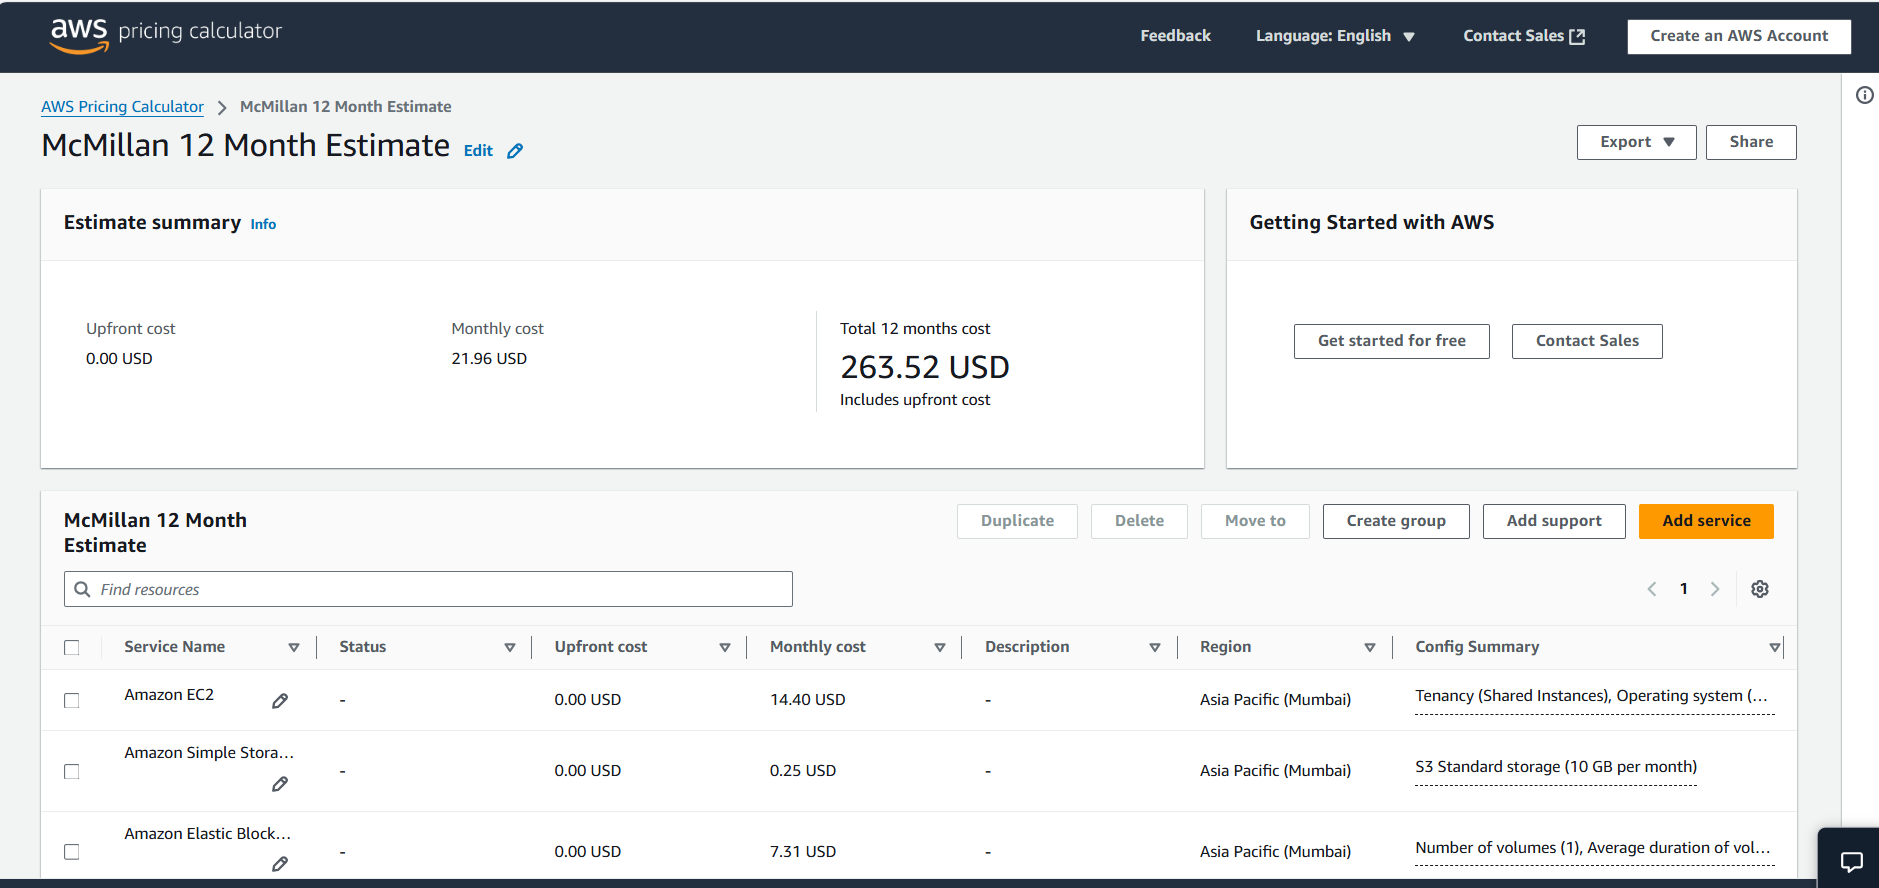 aws pricing calculator
Feedback
Language: English
Contact Sales
Create an AWS Account
AWS Pricing Calculator
McMillan 12 Month Estimate
McMillan 12 Month Estimate
Edit
Export
Share
Estimate summary
Info
Upfront cost
0.00 USD
Monthly cost
21.96 USD
Total 12 months cost
263.52 USD
Includes upfront cost
Getting Started with AWS
Get started for free
Contact Sales
McMillan 12 Month
Estimate
Duplicate
Delete
Move to
Create group
Add support
Add service
Find resources
1
Service Name
Status
Upfront cost
Monthly cost
Description
Region
Config Summary
Amazon EC2
-
0.00 USD
14.40 USD
-
Asia Pacific (Mumbai)
Tenancy (Shared Instances), Operating system (...
Amazon Simple Stora...
-
0.00 USD
0.25 USD
-
Asia Pacific (Mumbai)
S3 Standard storage (10 GB per month)
Amazon Elastic Block...
-
0.00 USD
7.31 USD
-
Asia Pacific (Mumbai)
Number of volumes (1), Average duration of vol...